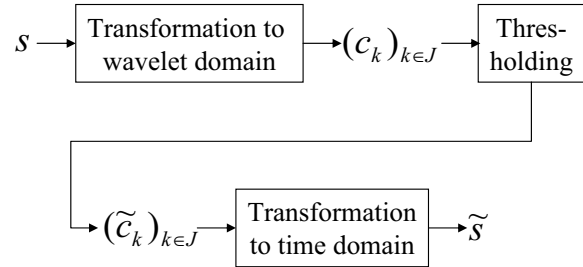 s
Transformation to
wavelet domain
(c_k)_{k∈J}
Thres-
holding
(c̃_k)_{k∈J}
Transformation
to time domain
s̃